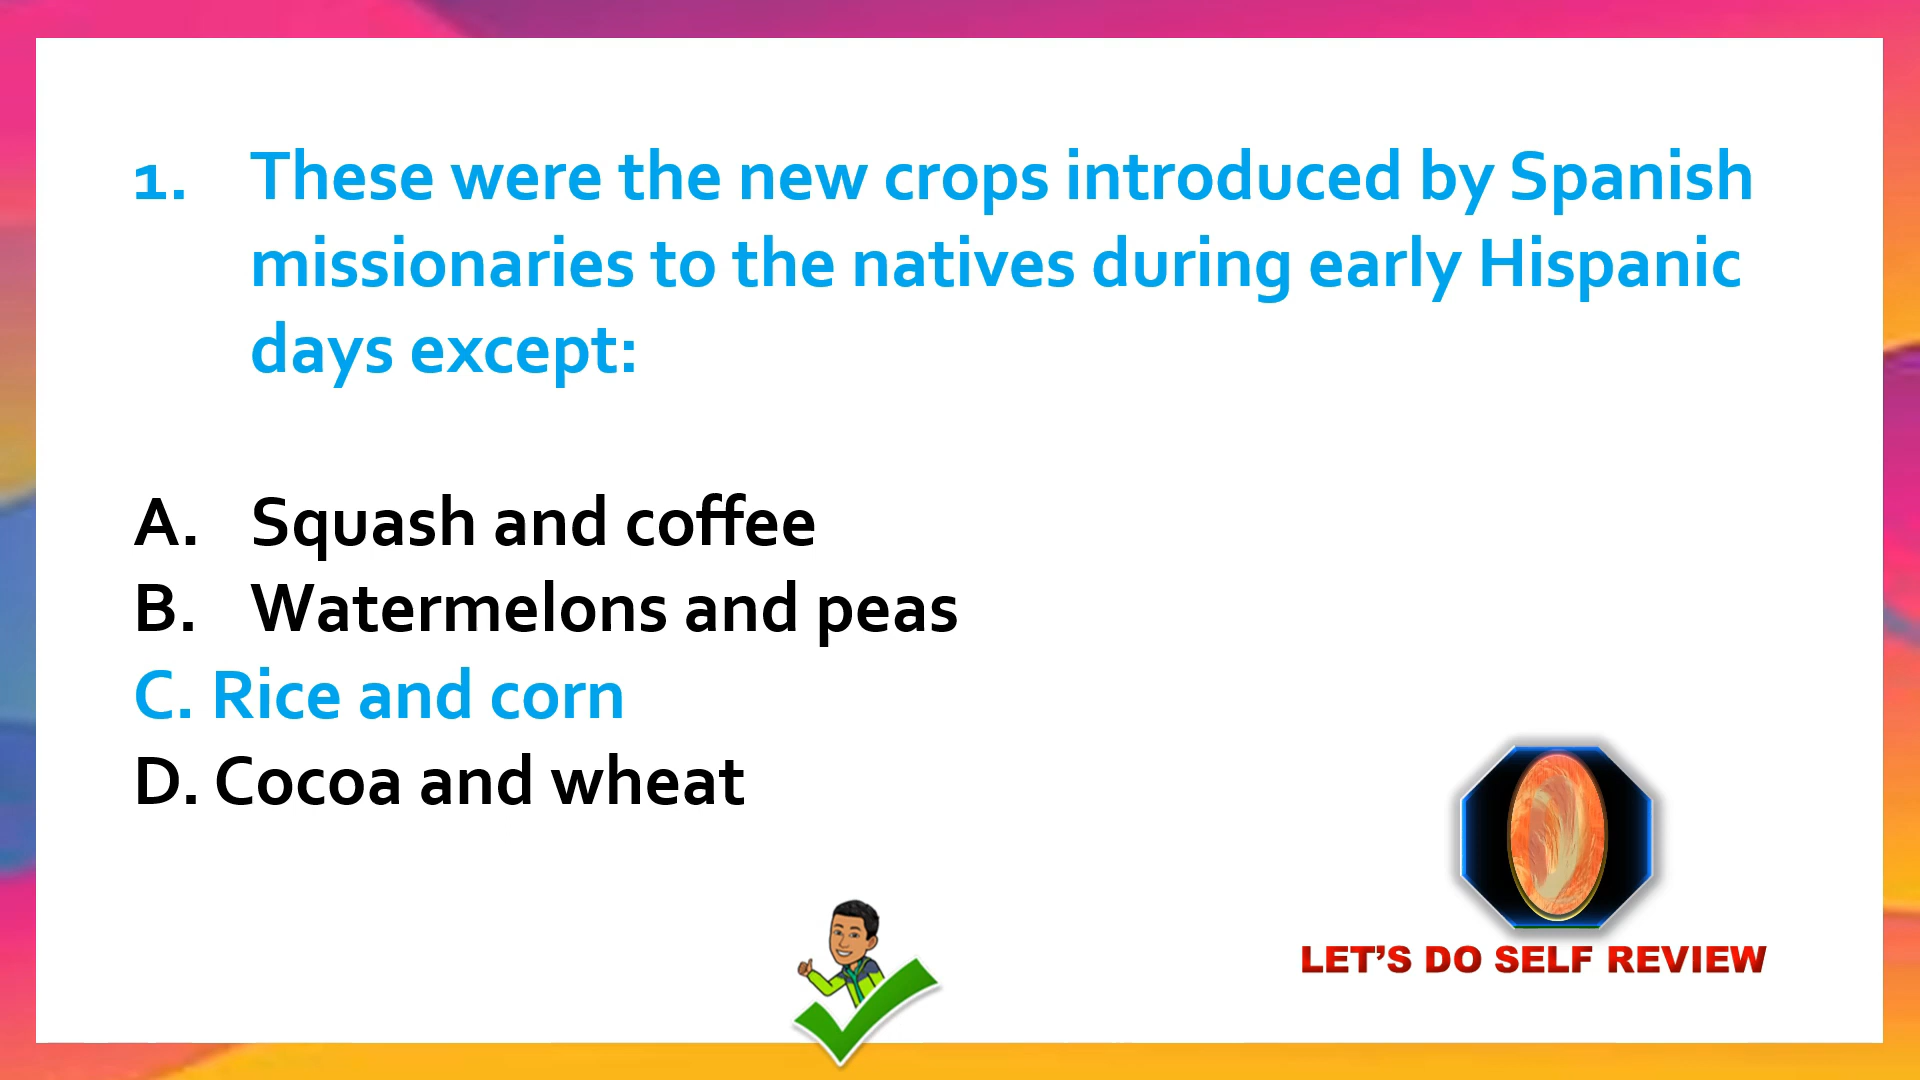 1. These were the new crops introduced by Spanish
missionaries to the natives during early Hispanic
days except:
A. Squash and coffee
B. Watermelons and peas
C. Rice and corn
D. Cocoa and wheat
LET'S DO SELF REVIEW